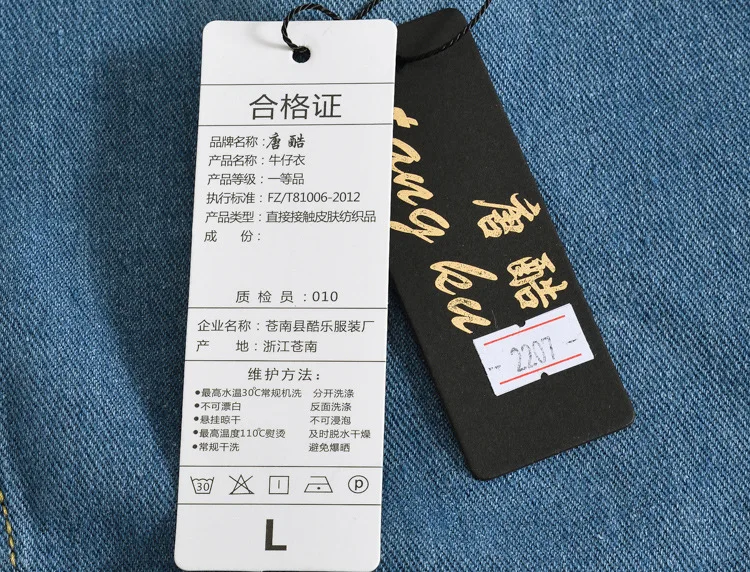 合格证
品牌名称：唐 酷
产品名称：牛仔衣
产品等级：一等品
执行标准：FZ/T81006-2012
产品类型：直接接触皮肤纺织品
成 份：
质 检 员：010
企业名称：苍南县酷乐服装厂
产 地：浙江苍南
维护方法：
•最高水温30℃常规机洗 分开洗涤
•不可漂白 反面洗涤
•悬挂晾干 不可浸泡
•最高温度110℃熨烫 及时脱水干燥
•常规干洗 避免爆晒
30
P
L
tang
ku
唐 酷
2207